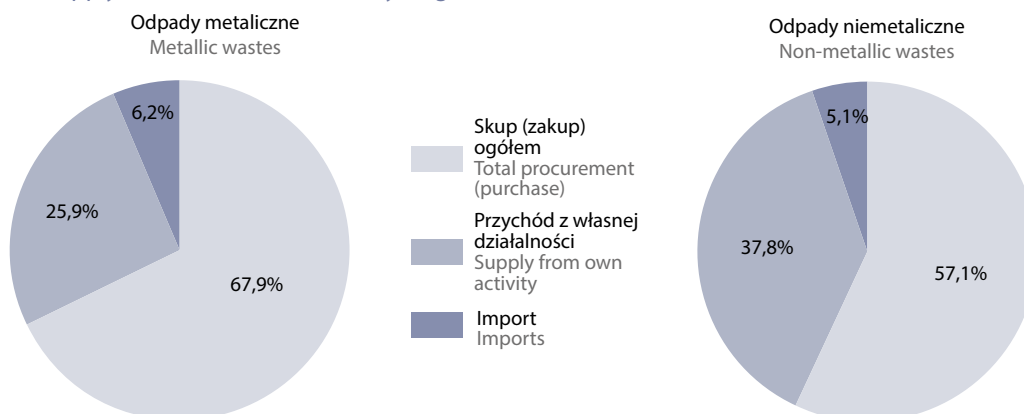 Odpady metaliczne
Metallic wastes
6,2%
25,9%
67,9%
Skup (zakup)
ogółem
Total procurement
(purchase)
Przychód z własnej
działalności
Supply from own
activity
Import
Imports
Odpady niemetaliczne
Non-metallic wastes
5,1%
37,8%
57,1%